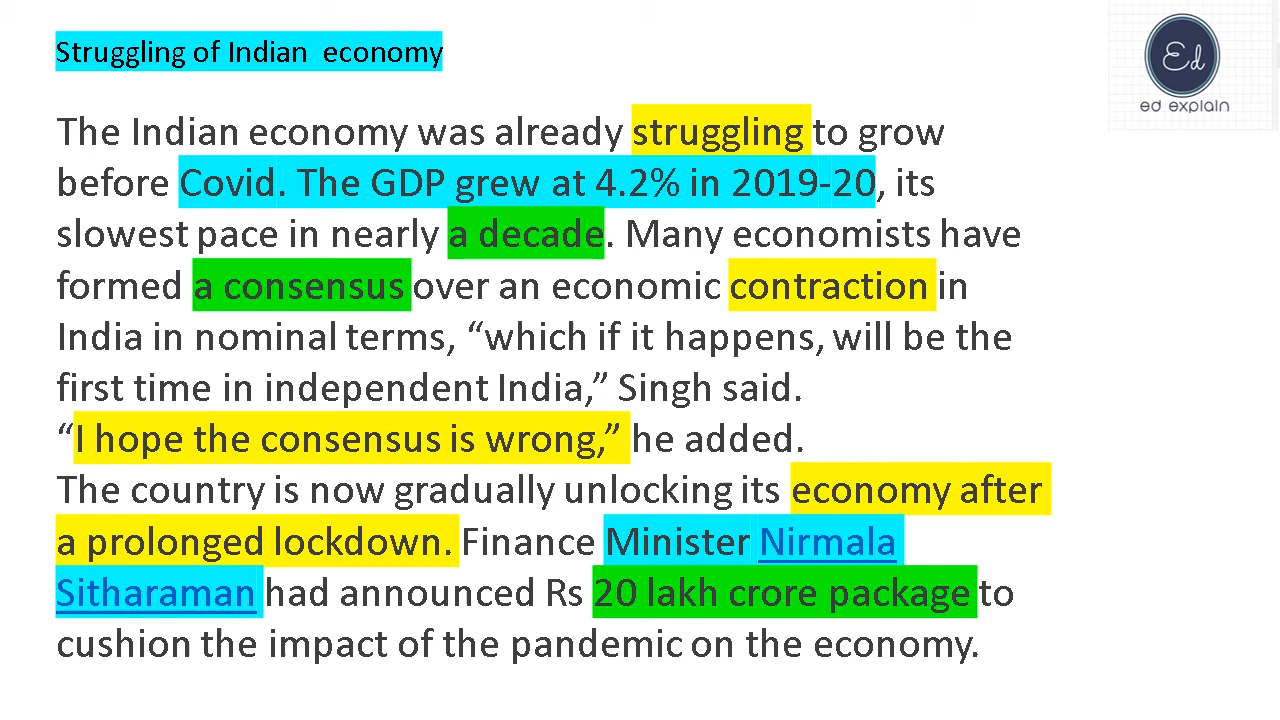 Struggling of Indian  economy
Ed
ed explain
The Indian economy was already struggling to grow
before Covid. The GDP grew at 4.2% in 2019-20, its
slowest pace in nearly a decade. Many economists have
formed a consensus over an economic contraction in
India in nominal terms, “which if it happens, will be the
first time in independent India,” Singh said.
“I hope the consensus is wrong,” he added.
The country is now gradually unlocking its economy after
a prolonged lockdown. Finance Minister Nirmala
Sitharaman had announced Rs 20 lakh crore package to
cushion the impact of the pandemic on the economy.